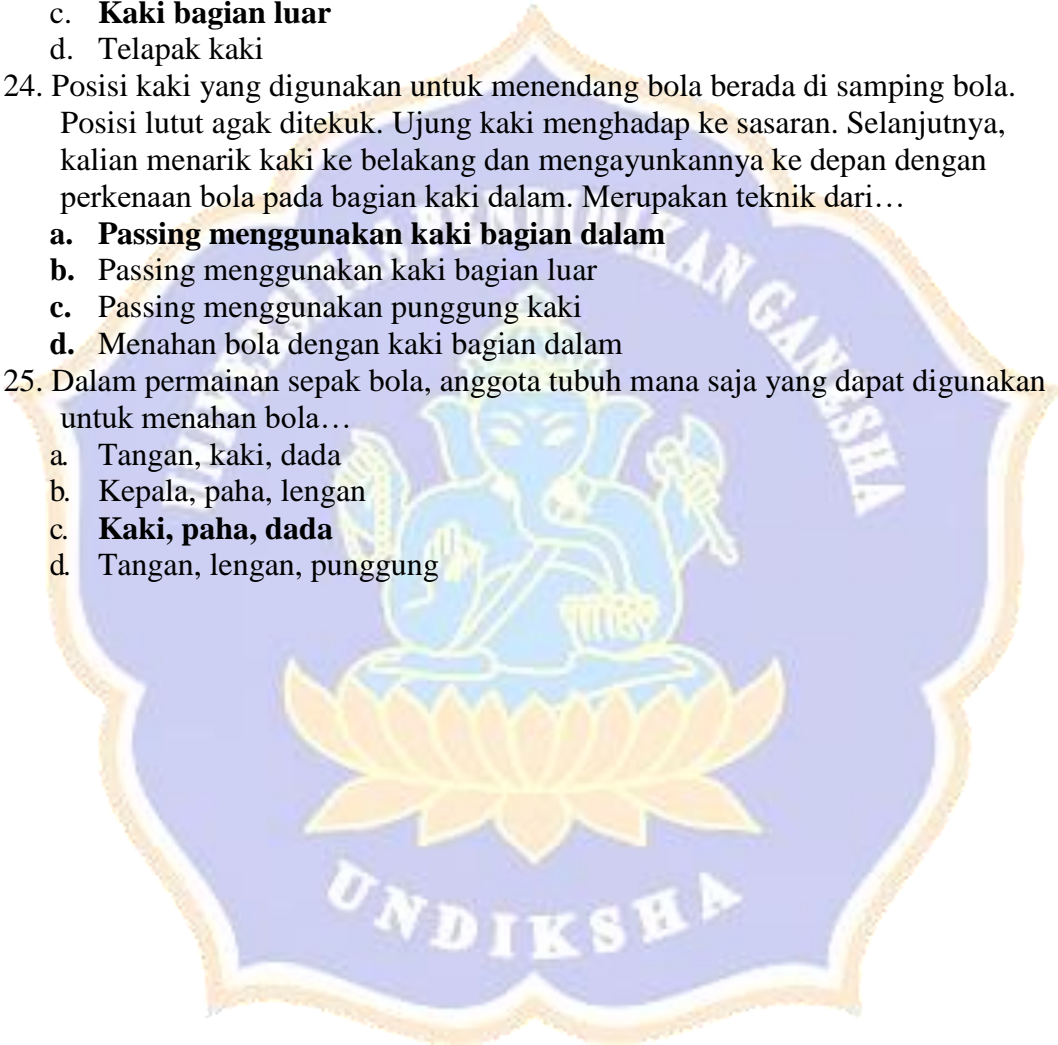 c. Kaki bagian luar
d. Telapak kaki
24. Posisi kaki yang digunakan untuk menendang bola berada di samping bola.
Posisi lutut agak ditekuk. Ujung kaki menghadap ke sasaran. Selanjutnya,
kalian menarik kaki ke belakang dan mengayunkannya ke depan dengan
perkenaan bola pada bagian kaki dalam. Merupakan teknik dari…
a. Passing menggunakan kaki bagian dalam
b. Passing menggunakan kaki bagian luar
c. Passing menggunakan punggung kaki
d. Menahan bola dengan kaki bagian dalam
25. Dalam permainan sepak bola, anggota tubuh mana saja yang dapat digunakan
untuk menahan bola…
a. Tangan, kaki, dada
b. Kepala, paha, lengan
c. Kaki, paha, dada
d. Tangan, lengan, punggung
UNIVERSITAS PENDIDIKAN GANESHA
UNDIKSHA